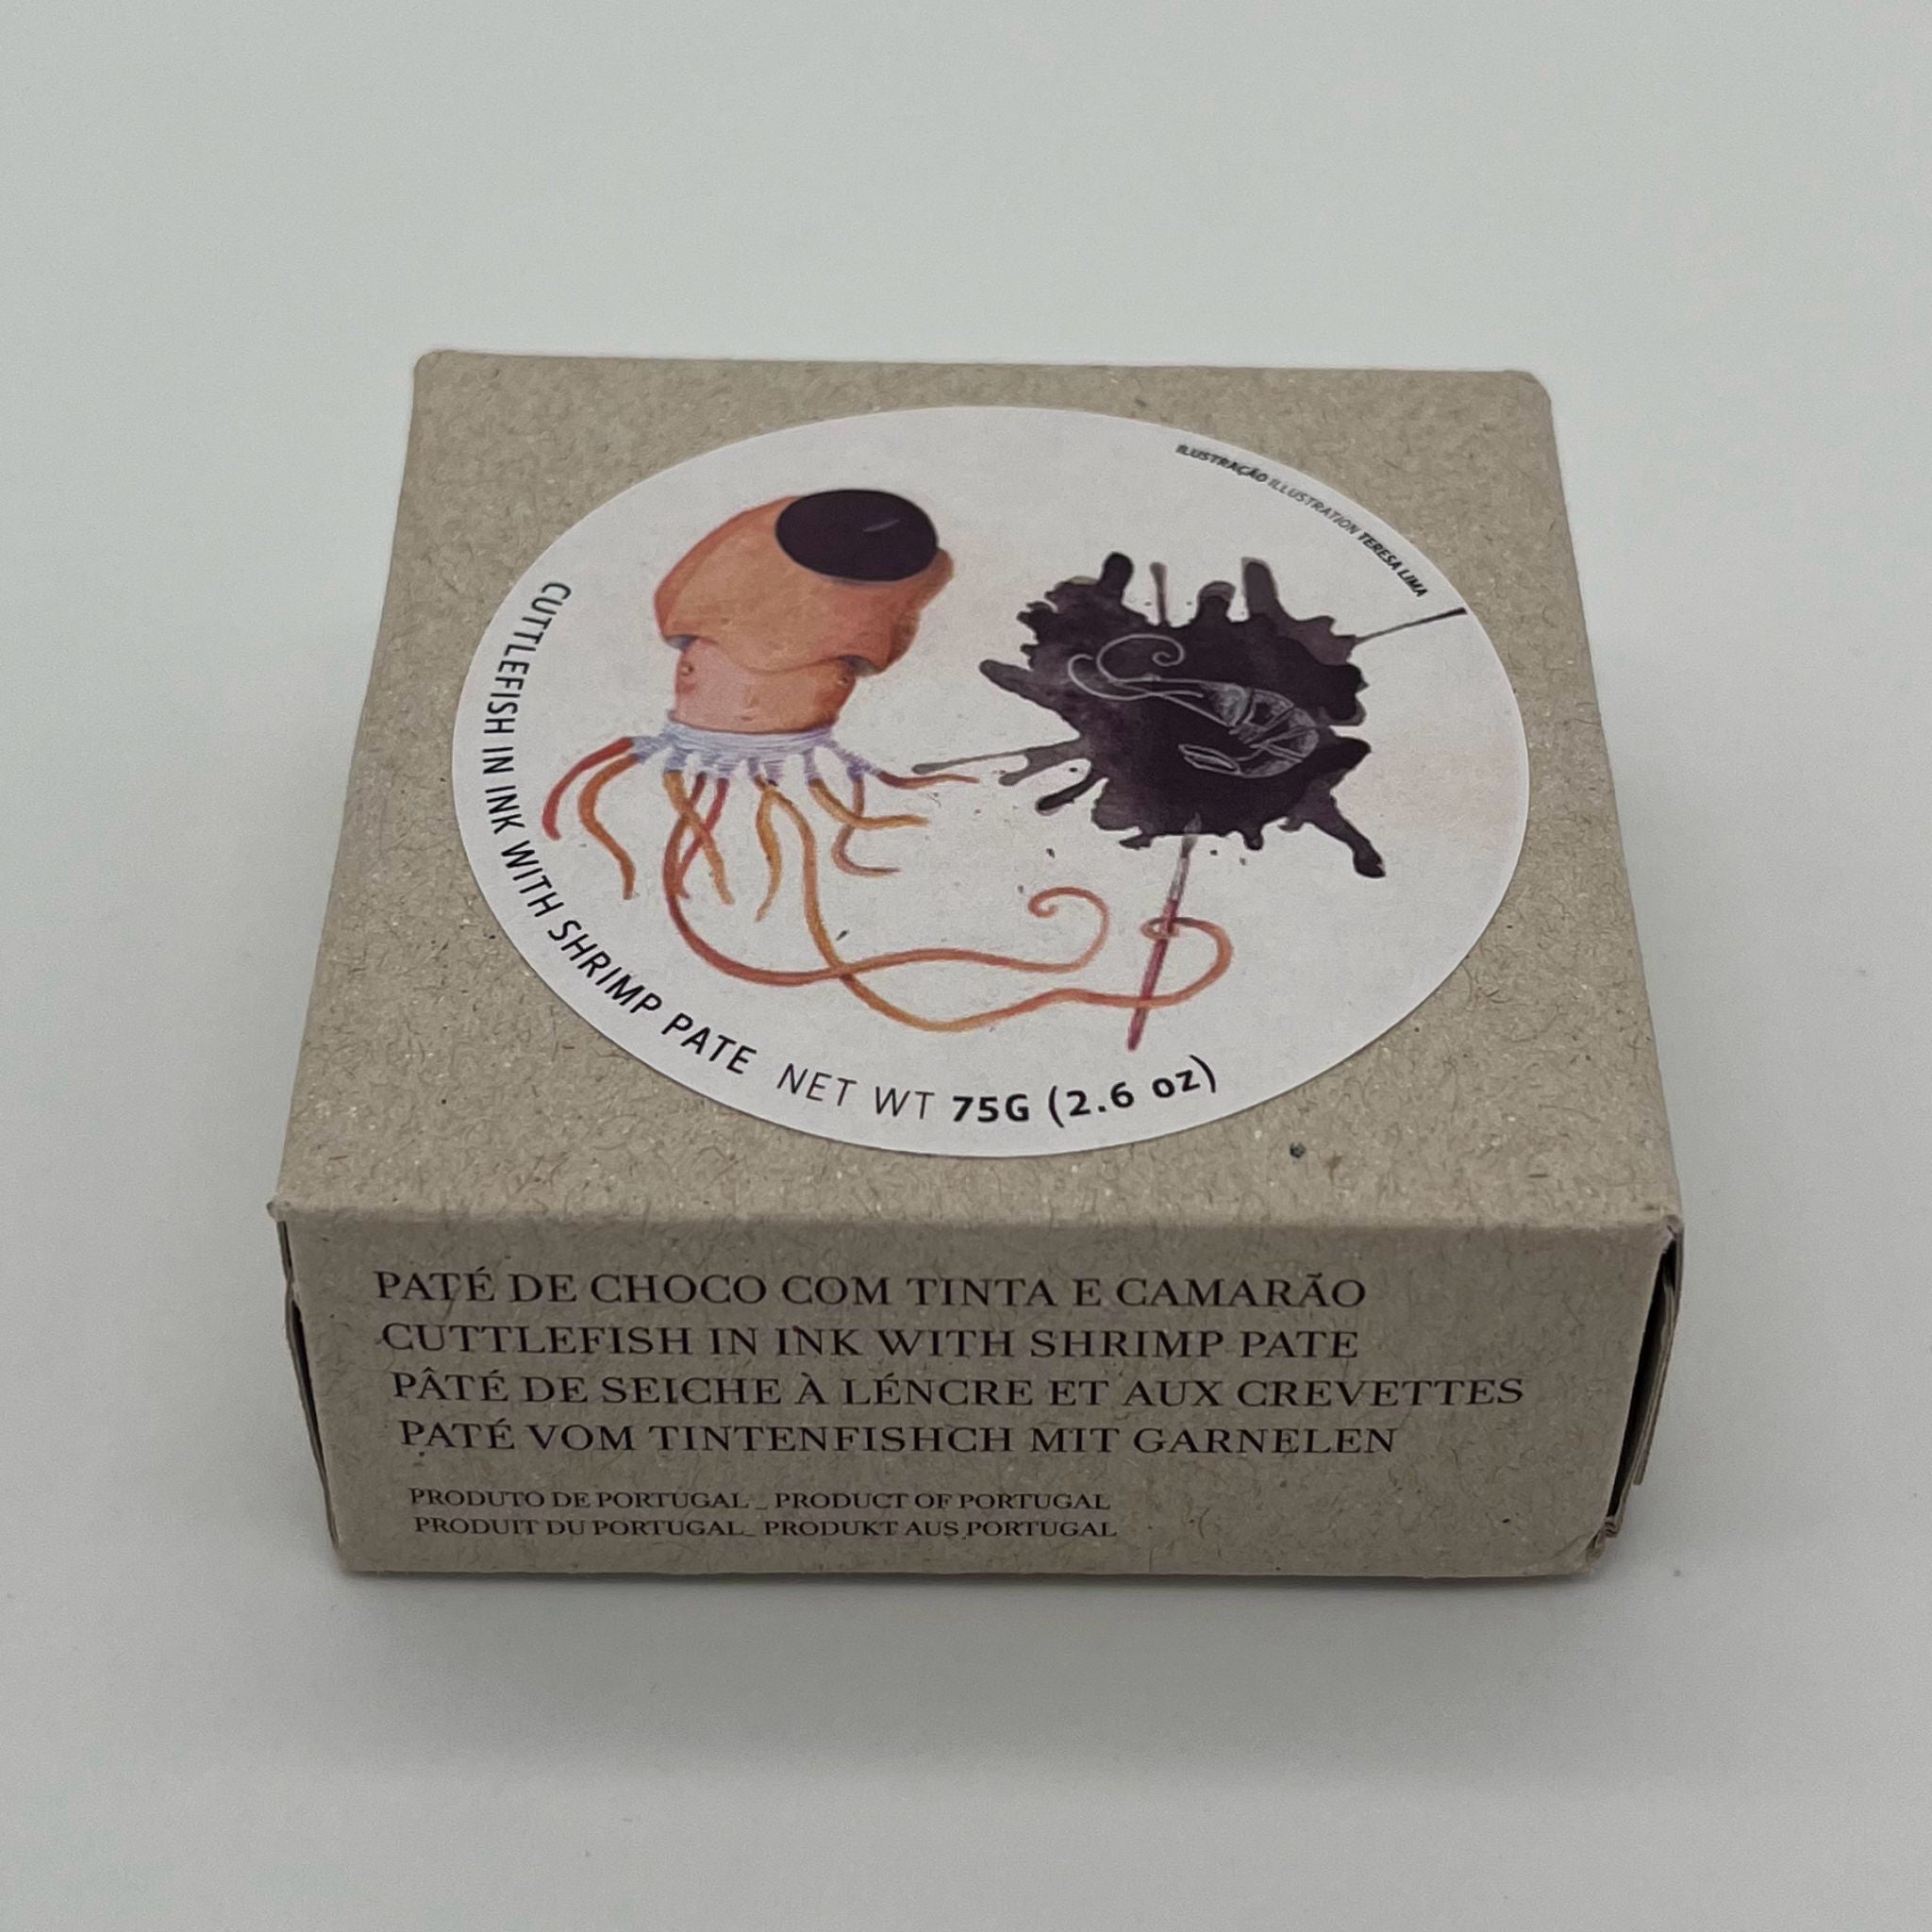 ILUSTRAÇÃO ILLUSTRATION TERESA LIMA
CUTTLEFISH IN INK WITH SHRIMP PATE NET WT 75G (2.6 oz)
PATÉ DE CHOCO COM TINTA E CAMARÃO
CUTTLEFISH IN INK WITH SHRIMP PATE
PÂTÉ DE SEICHE À LÉNCRE ET AUX CREVETTES
PATÉ VOM TINTENFISHCH MIT GARNELEN
PRODUTO DE PORTUGAL _ PRODUCT OF PORTUGAL
PRODUIT DU PORTUGAL_ PRODUKT AUS PORTUGAL